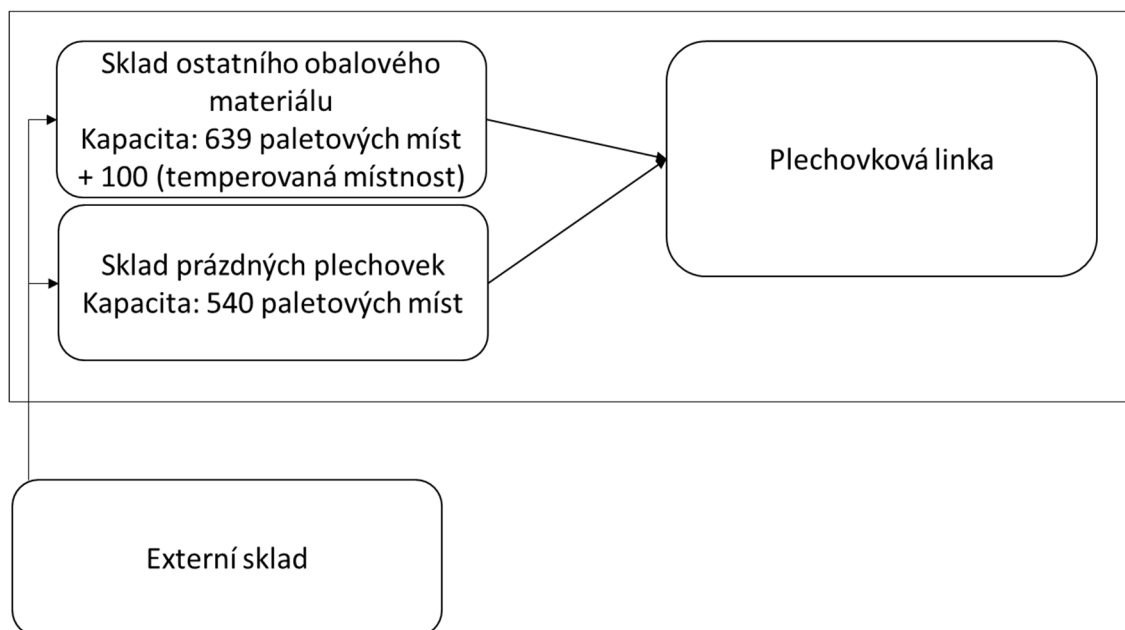 Sklad ostatního obalového
materiálu
Kapacita: 639 paletových míst
+ 100 (temperovaná místnost)
Plechovková linka
Sklad prázdných plechovek
Kapacita: 540 paletových míst
Externí sklad